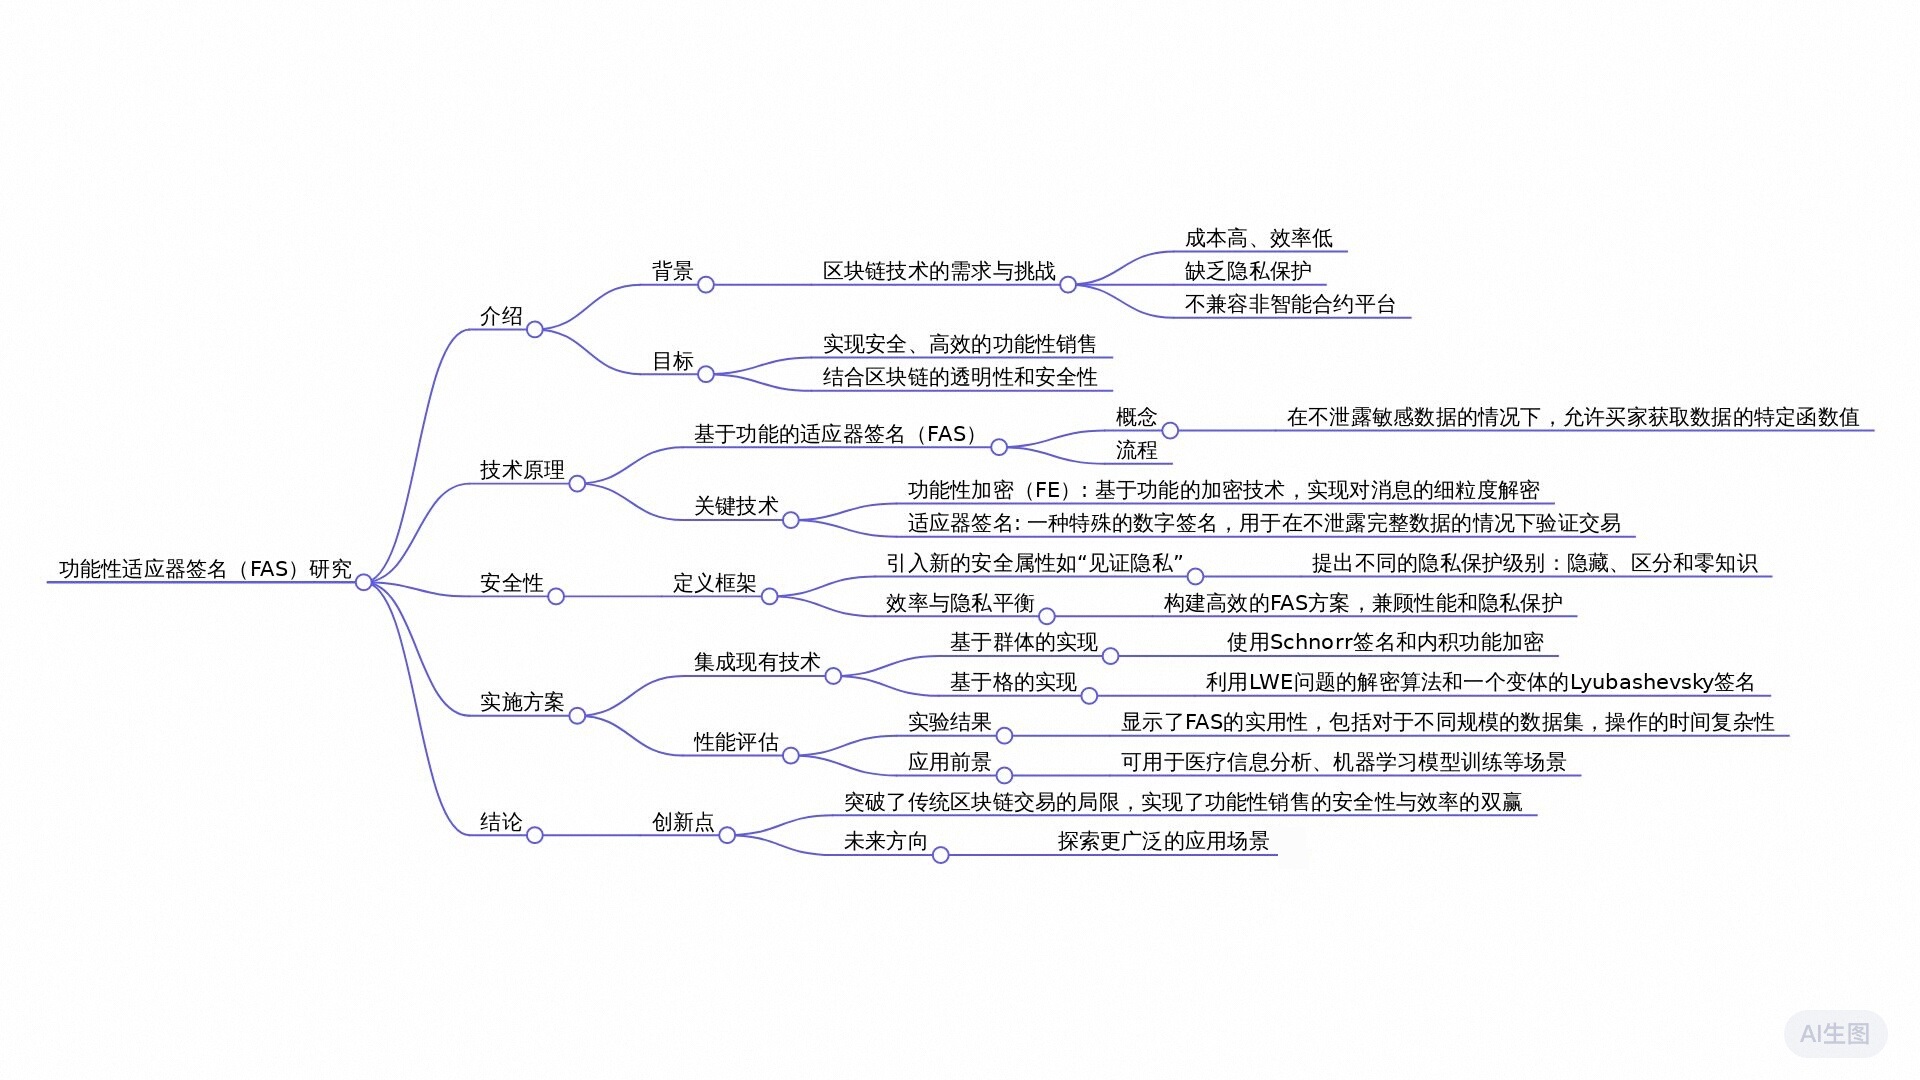 功能性适应器签名（FAS）研究
介绍
背景
区块链技术的需求与挑战
成本高、效率低
缺乏隐私保护
不兼容非智能合约平台
目标
实现安全、高效的功能性销售
结合区块链的透明性和安全性
技术原理
基于功能的适应器签名（FAS）
概念
在不泄露敏感数据的情况下，允许买家获取数据的特定函数值
流程
关键技术
功能性加密（FE）: 基于功能的加密技术，实现对消息的细粒度解密
适应器签名: 一种特殊的数字签名，用于在不泄露完整数据的情况下验证交易
安全性
定义框架
引入新的安全属性如“见证隐私”
提出不同的隐私保护级别：隐藏、区分和零知识
效率与隐私平衡
构建高效的FAS方案，兼顾性能和隐私保护
实施方案
集成现有技术
基于群体的实现
使用Schnorr签名和内积功能加密
基于格的实现
利用LWE问题的解密算法和一个变体的Lyubashevsky签名
性能评估
实验结果
显示了FAS的实用性，包括对于不同规模的数据集，操作的时间复杂性
应用前景
可用于医疗信息分析、机器学习模型训练等场景
结论
创新点
突破了传统区块链交易的局限，实现了功能性销售的安全性与效率的双赢
未来方向
探索更广泛的应用场景
AI生图